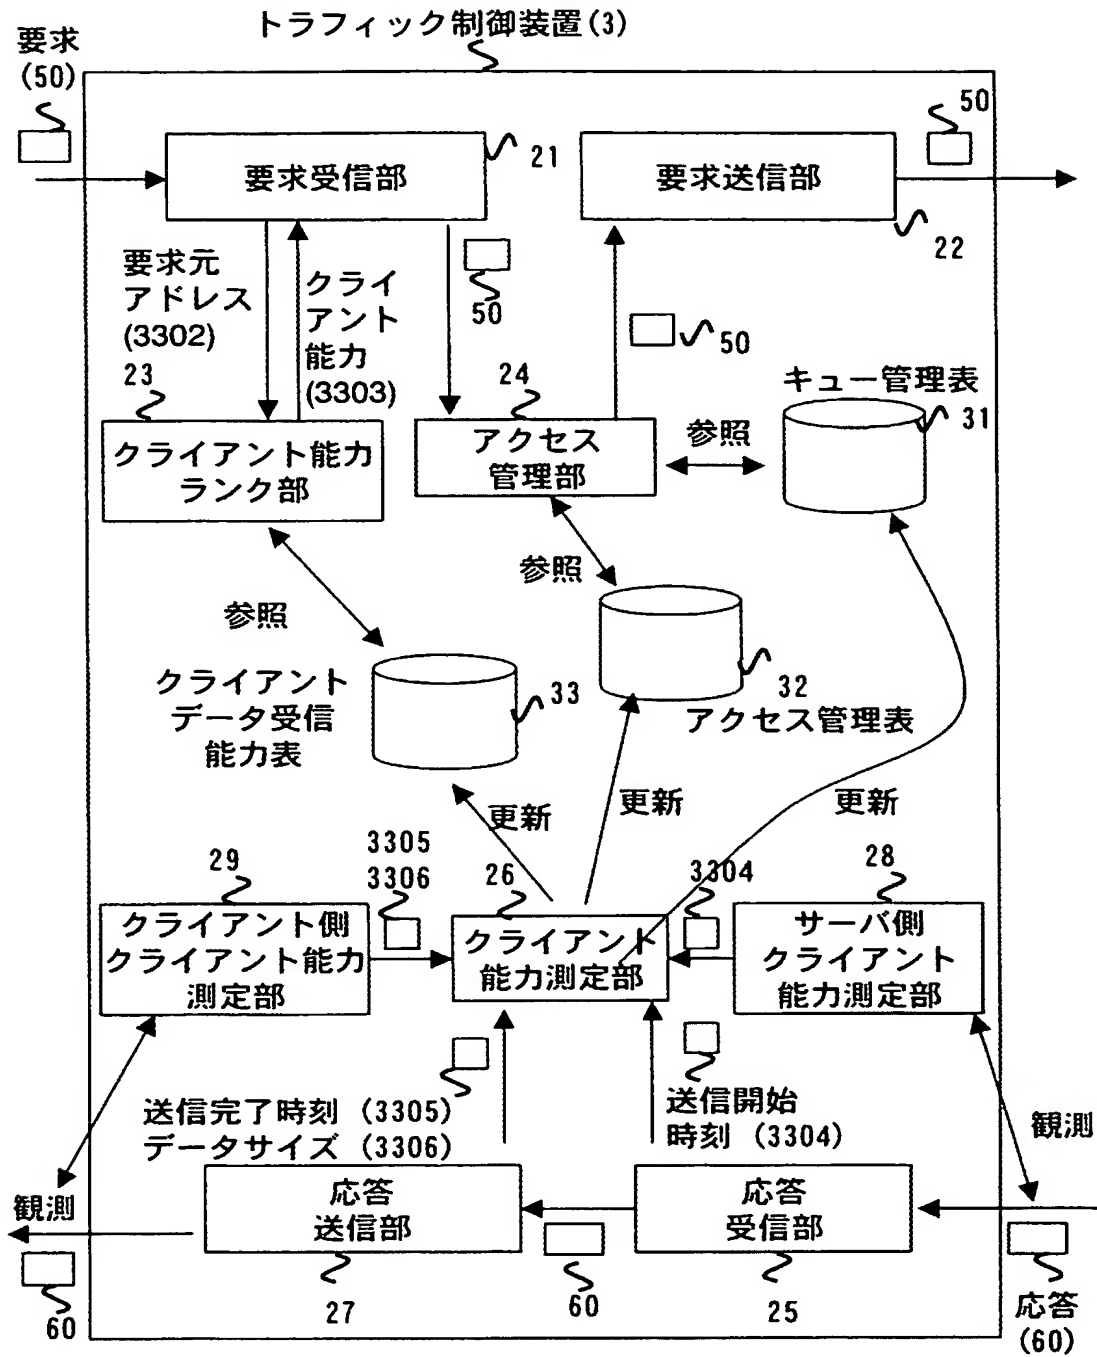 トラフィック制御装置(3)
要求
(50)
50
要求受信部
21
要求送信部
22
要求元
アドレス
(3302)
クライ
アント
能力
(3303)
50
50
23
24
キュー管理表
31
クライアント能力
ランク部
アクセス
管理部
参照
参照
参照
クライアント
データ受信
能力表
33
32
アクセス管理表
更新
更新
更新
29
3305
3306
26
3304
28
クライアント側
クライアント能力
測定部
クライアント
能力測定部
サーバ側
クライアント
能力測定部
送信完了時刻 (3305)
データサイズ (3306)
送信開始
時刻 (3304)
観測
観測
応答
送信部
応答
受信部
60
27
60
25
応答
(60)